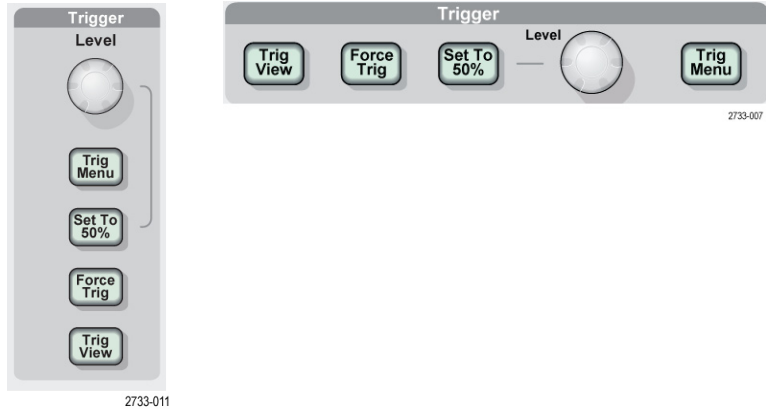 Trigger
Level
Trig
Menu
Set To
50%
Force
Trig
Trig
View
2733-011
Trigger
Trig
View
Force
Trig
Set To
50%
Level
Trig
Menu
2733-007